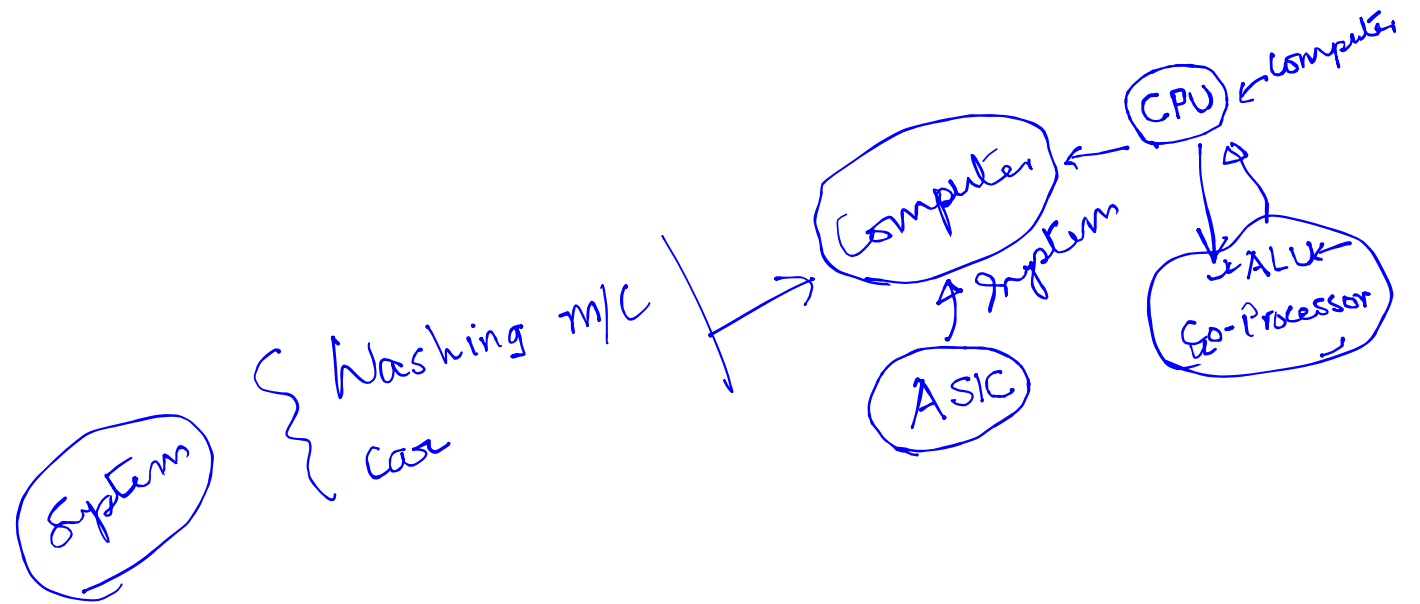 Computer
CPU
Computer
System
ALU
Co-Processor
ASIC
Washing m/c
car
System